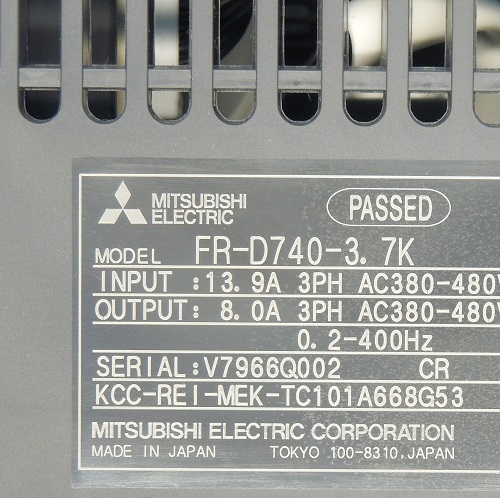 MITSUBISHI
ELECTRIC
PASSED
MODEL FR-D740-3.7K
INPUT :13.9A 3PH AC380-480V
OUTPUT: 8.0A 3PH AC380-480V
0.2-400Hz
SERIAL:V7966Q002 CR
KCC-REI-MEK-TC101A668G53
MITSUBISHI ELECTRIC CORPORATION
MADE IN JAPAN TOKYO 100-8310,JAPAN